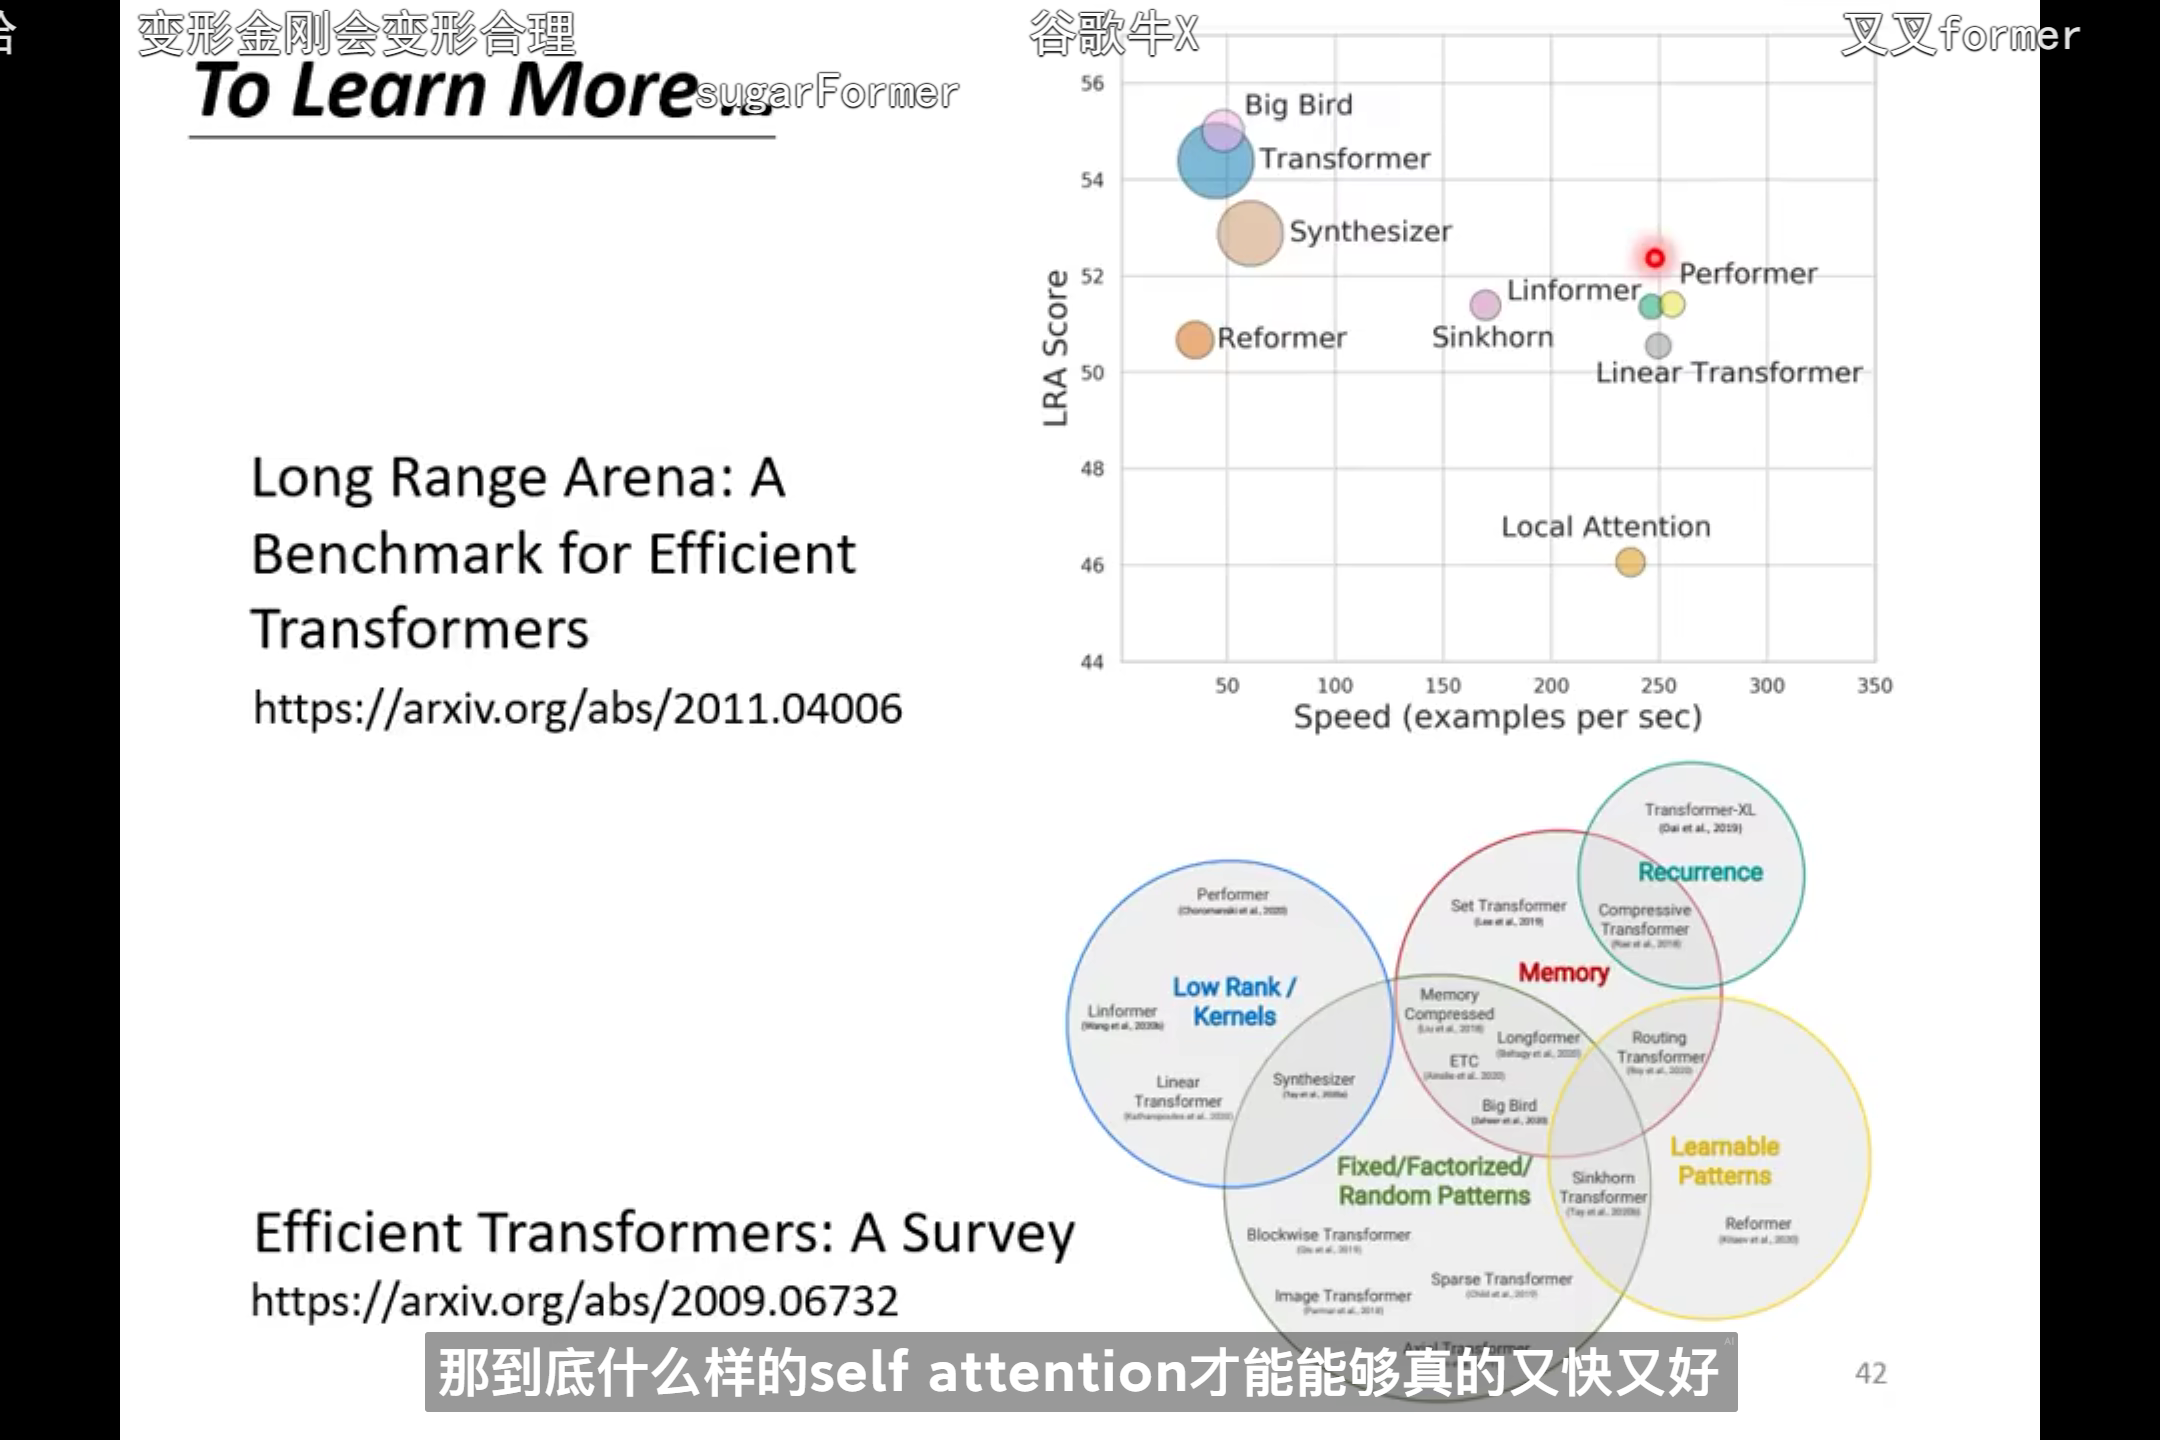 变形金刚会变形合理
谷歌牛X
叉叉former
To Learn More ...
sugarFormer
56
54
52
50
48
46
44
LRA Score
Big Bird
Transformer
Synthesizer
Performer
Linformer
Sinkhorn
Reformer
Linear Transformer
Local Attention
50 100 150 200 250 300 350
Speed (examples per sec)
Long Range Arena: A
Benchmark for Efficient
Transformers
https://arxiv.org/abs/2011.04006
Transformer-XL
(Dai et al., 2019)
Recurrence
Compressive
Transformer
(Rae et al., 2018)
Set Transformer
(Lee et al., 2019)
Memory
Performer
(Choromanski et al., 2020)
Low Rank /
Kernels
Linformer
(Wang et al., 2020b)
Linear
Transformer
(Katharopoulos et al., 2020)
Synthesizer
(Tay et al., 2020a)
Memory
Compressed
(Liu et al., 2018)
Longformer
(Beltagy et al., 2020)
ETC
(Ainslie et al., 2020)
Big Bird
(Zaheer et al., 2020)
Routing
Transformer
(Roy et al., 2020)
Learnable
Patterns
Fixed/Factorized/
Random Patterns
Sinkhorn
Transformer
(Tay et al., 2020b)
Reformer
(Kitaev et al., 2020)
Blockwise Transformer
(Qiu et al., 2019)
Sparse Transformer
(Child et al., 2019)
Image Transformer
(Parmar et al., 2018)
Axial Transformer
Efficient Transformers: A Survey
https://arxiv.org/abs/2009.06732
那到底什么样的self attention才能能够真的又快又好
AI
42